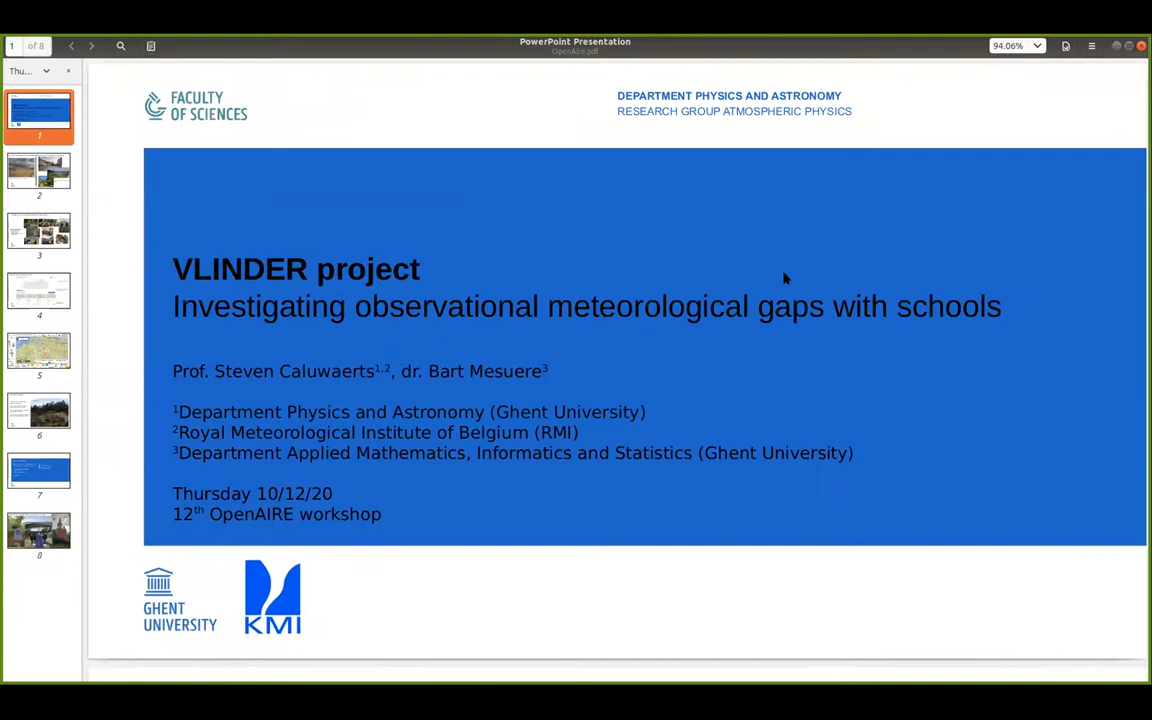 PowerPoint Presentation
OpenAire.pdf
1 of 8
94.06%
Thu...
1
2
3
4
5
6
7
8
FACULTY
OF SCIENCES
DEPARTMENT PHYSICS AND ASTRONOMY
RESEARCH GROUP ATMOSPHERIC PHYSICS
VLINDER project
Investigating observational meteorological gaps with schools
Prof. Steven Caluwaerts1,2, dr. Bart Mesuere3
1Department Physics and Astronomy (Ghent University)
2Royal Meteorological Institute of Belgium (RMI)
3Department Applied Mathematics, Informatics and Statistics (Ghent University)
Thursday 10/12/20
12th OpenAIRE workshop
GHENT
UNIVERSITY
KMI